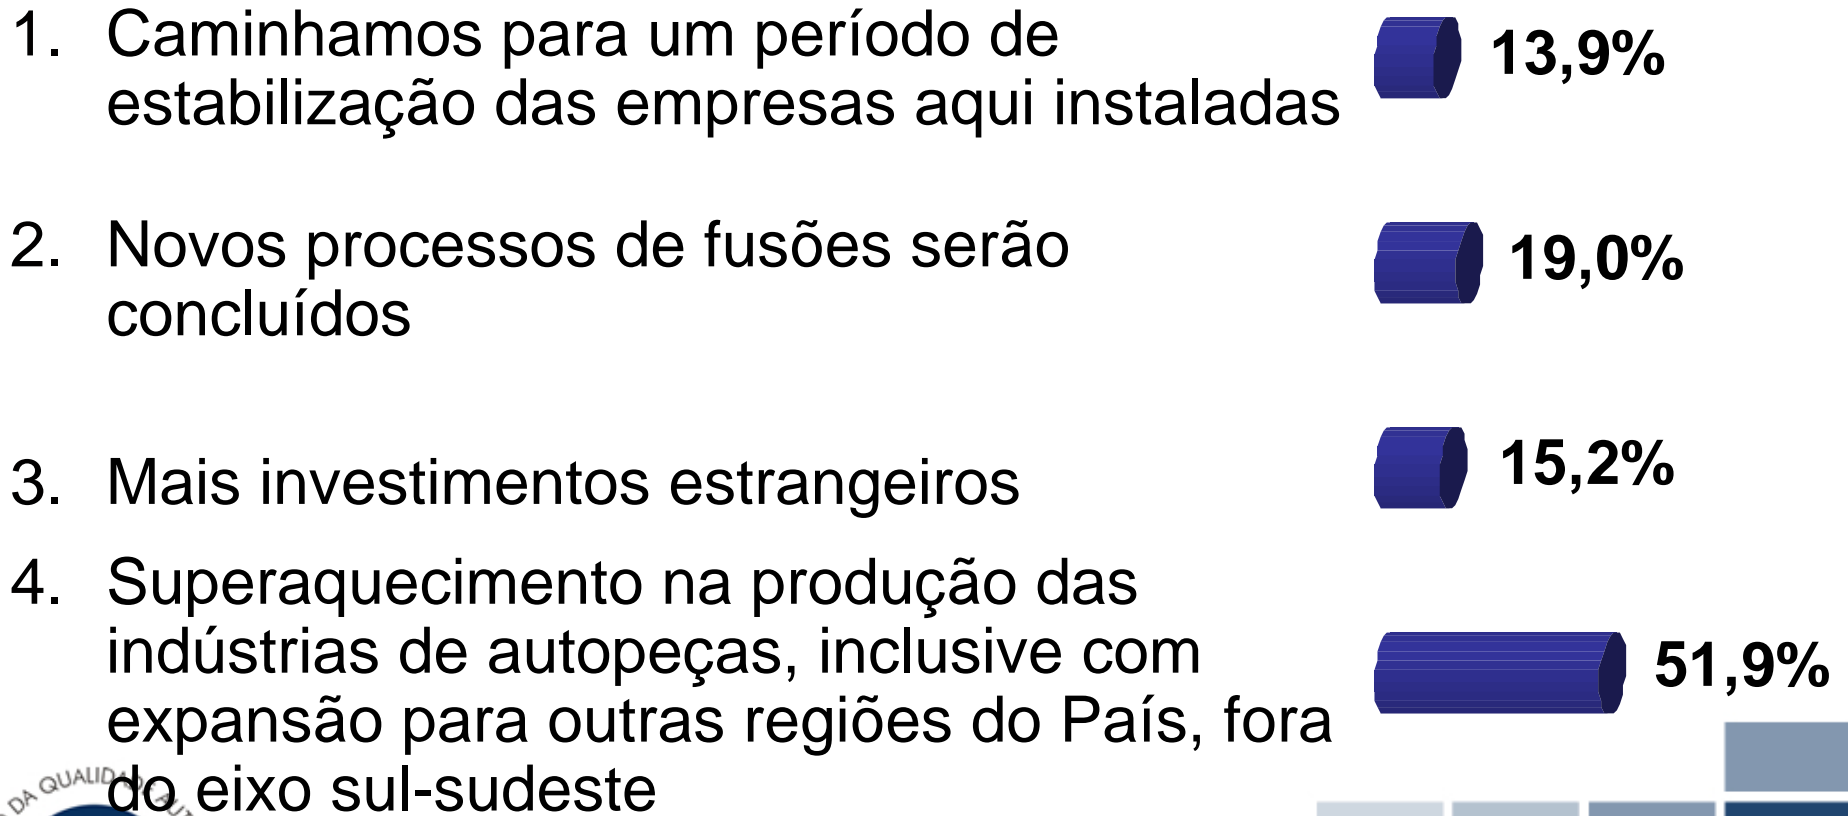 1. Caminhamos para um período de
estabilização das empresas aqui instaladas
13,9%
2. Novos processos de fusões serão
concluídos
19,0%
3. Mais investimentos estrangeiros
15,2%
4. Superaquecimento na produção das
indústrias de autopeças, inclusive com
expansão para outras regiões do País, fora
do eixo sul-sudeste
51,9%
DA